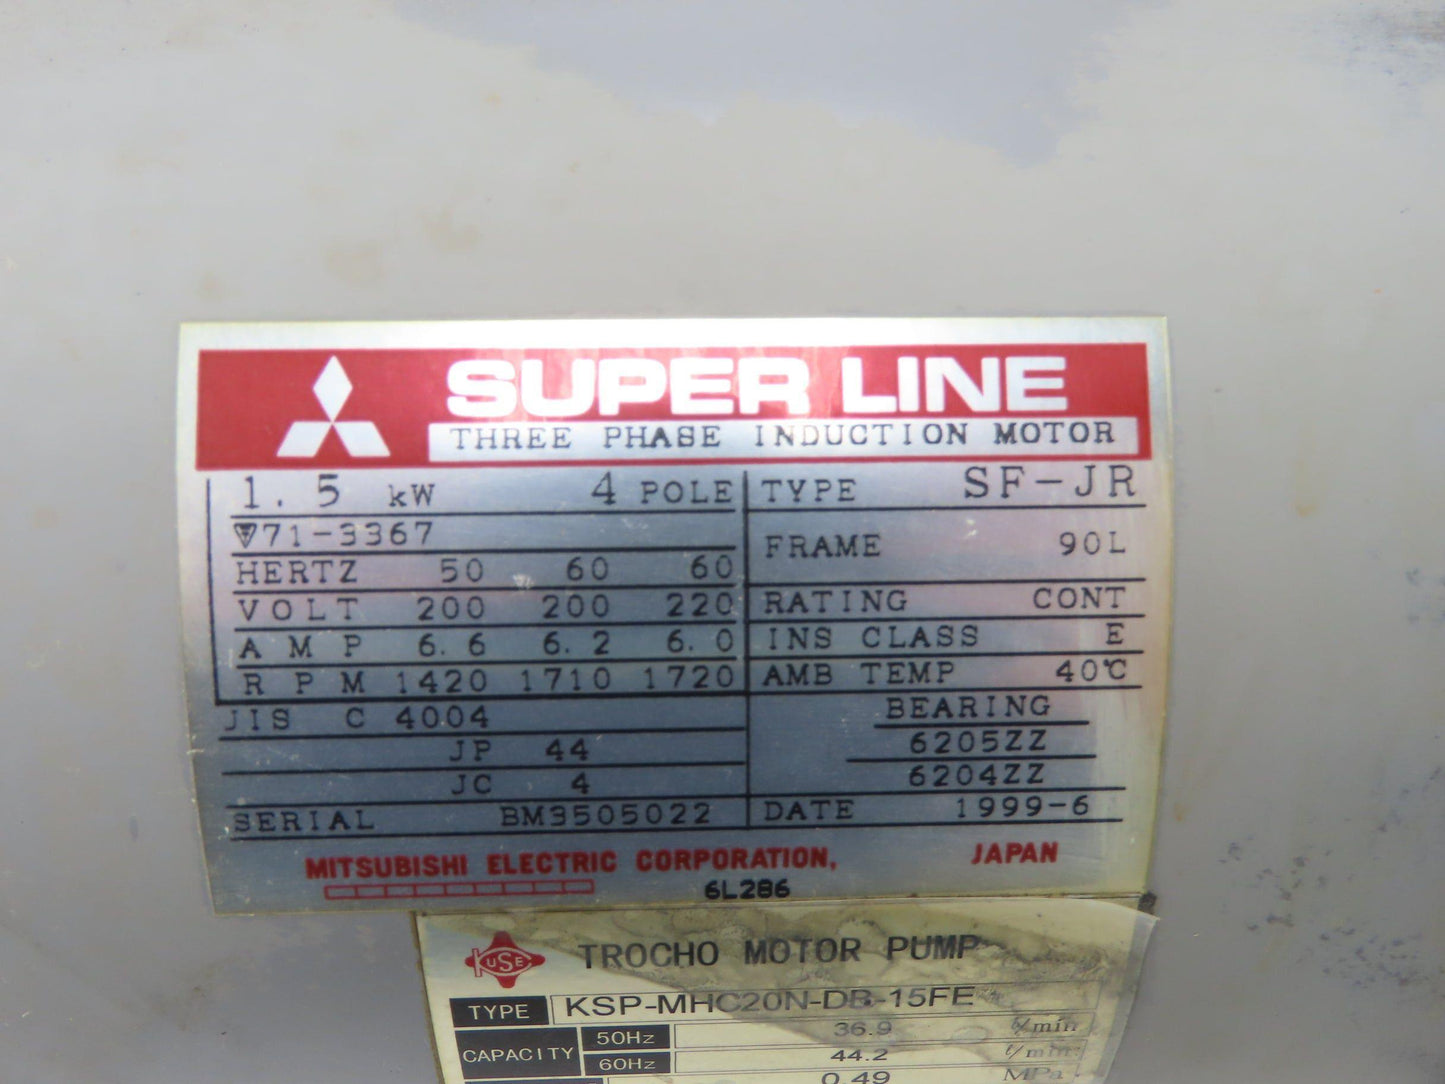 SUPER LINE
THREE PHASE INDUCTION MOTOR
1.5 kW 4 POLE
71-3367
HERTZ 50 60 60
VOLT 200 200 220
AMP 6.6 6.2 6.0
RPM 1420 1710 1720
JIS C 4004
JP 44
JC 4
SERIAL BM3505022
TYPE SF-JR
FRAME 90L
RATING CONT
INS CLASS E
AMB TEMP 40℃
BEARING
6205ZZ
6204ZZ
DATE 1999-6
MITSUBISHI ELECTRIC CORPORATION, JAPAN
6L286
KUSE
TROCHO MOTOR PUMP
TYPE KSP-MHC20N-DB-15FE
CAPACITY 50Hz 36.9 ℓ/min
60Hz 44.2 ℓ/min
0.49 MPa